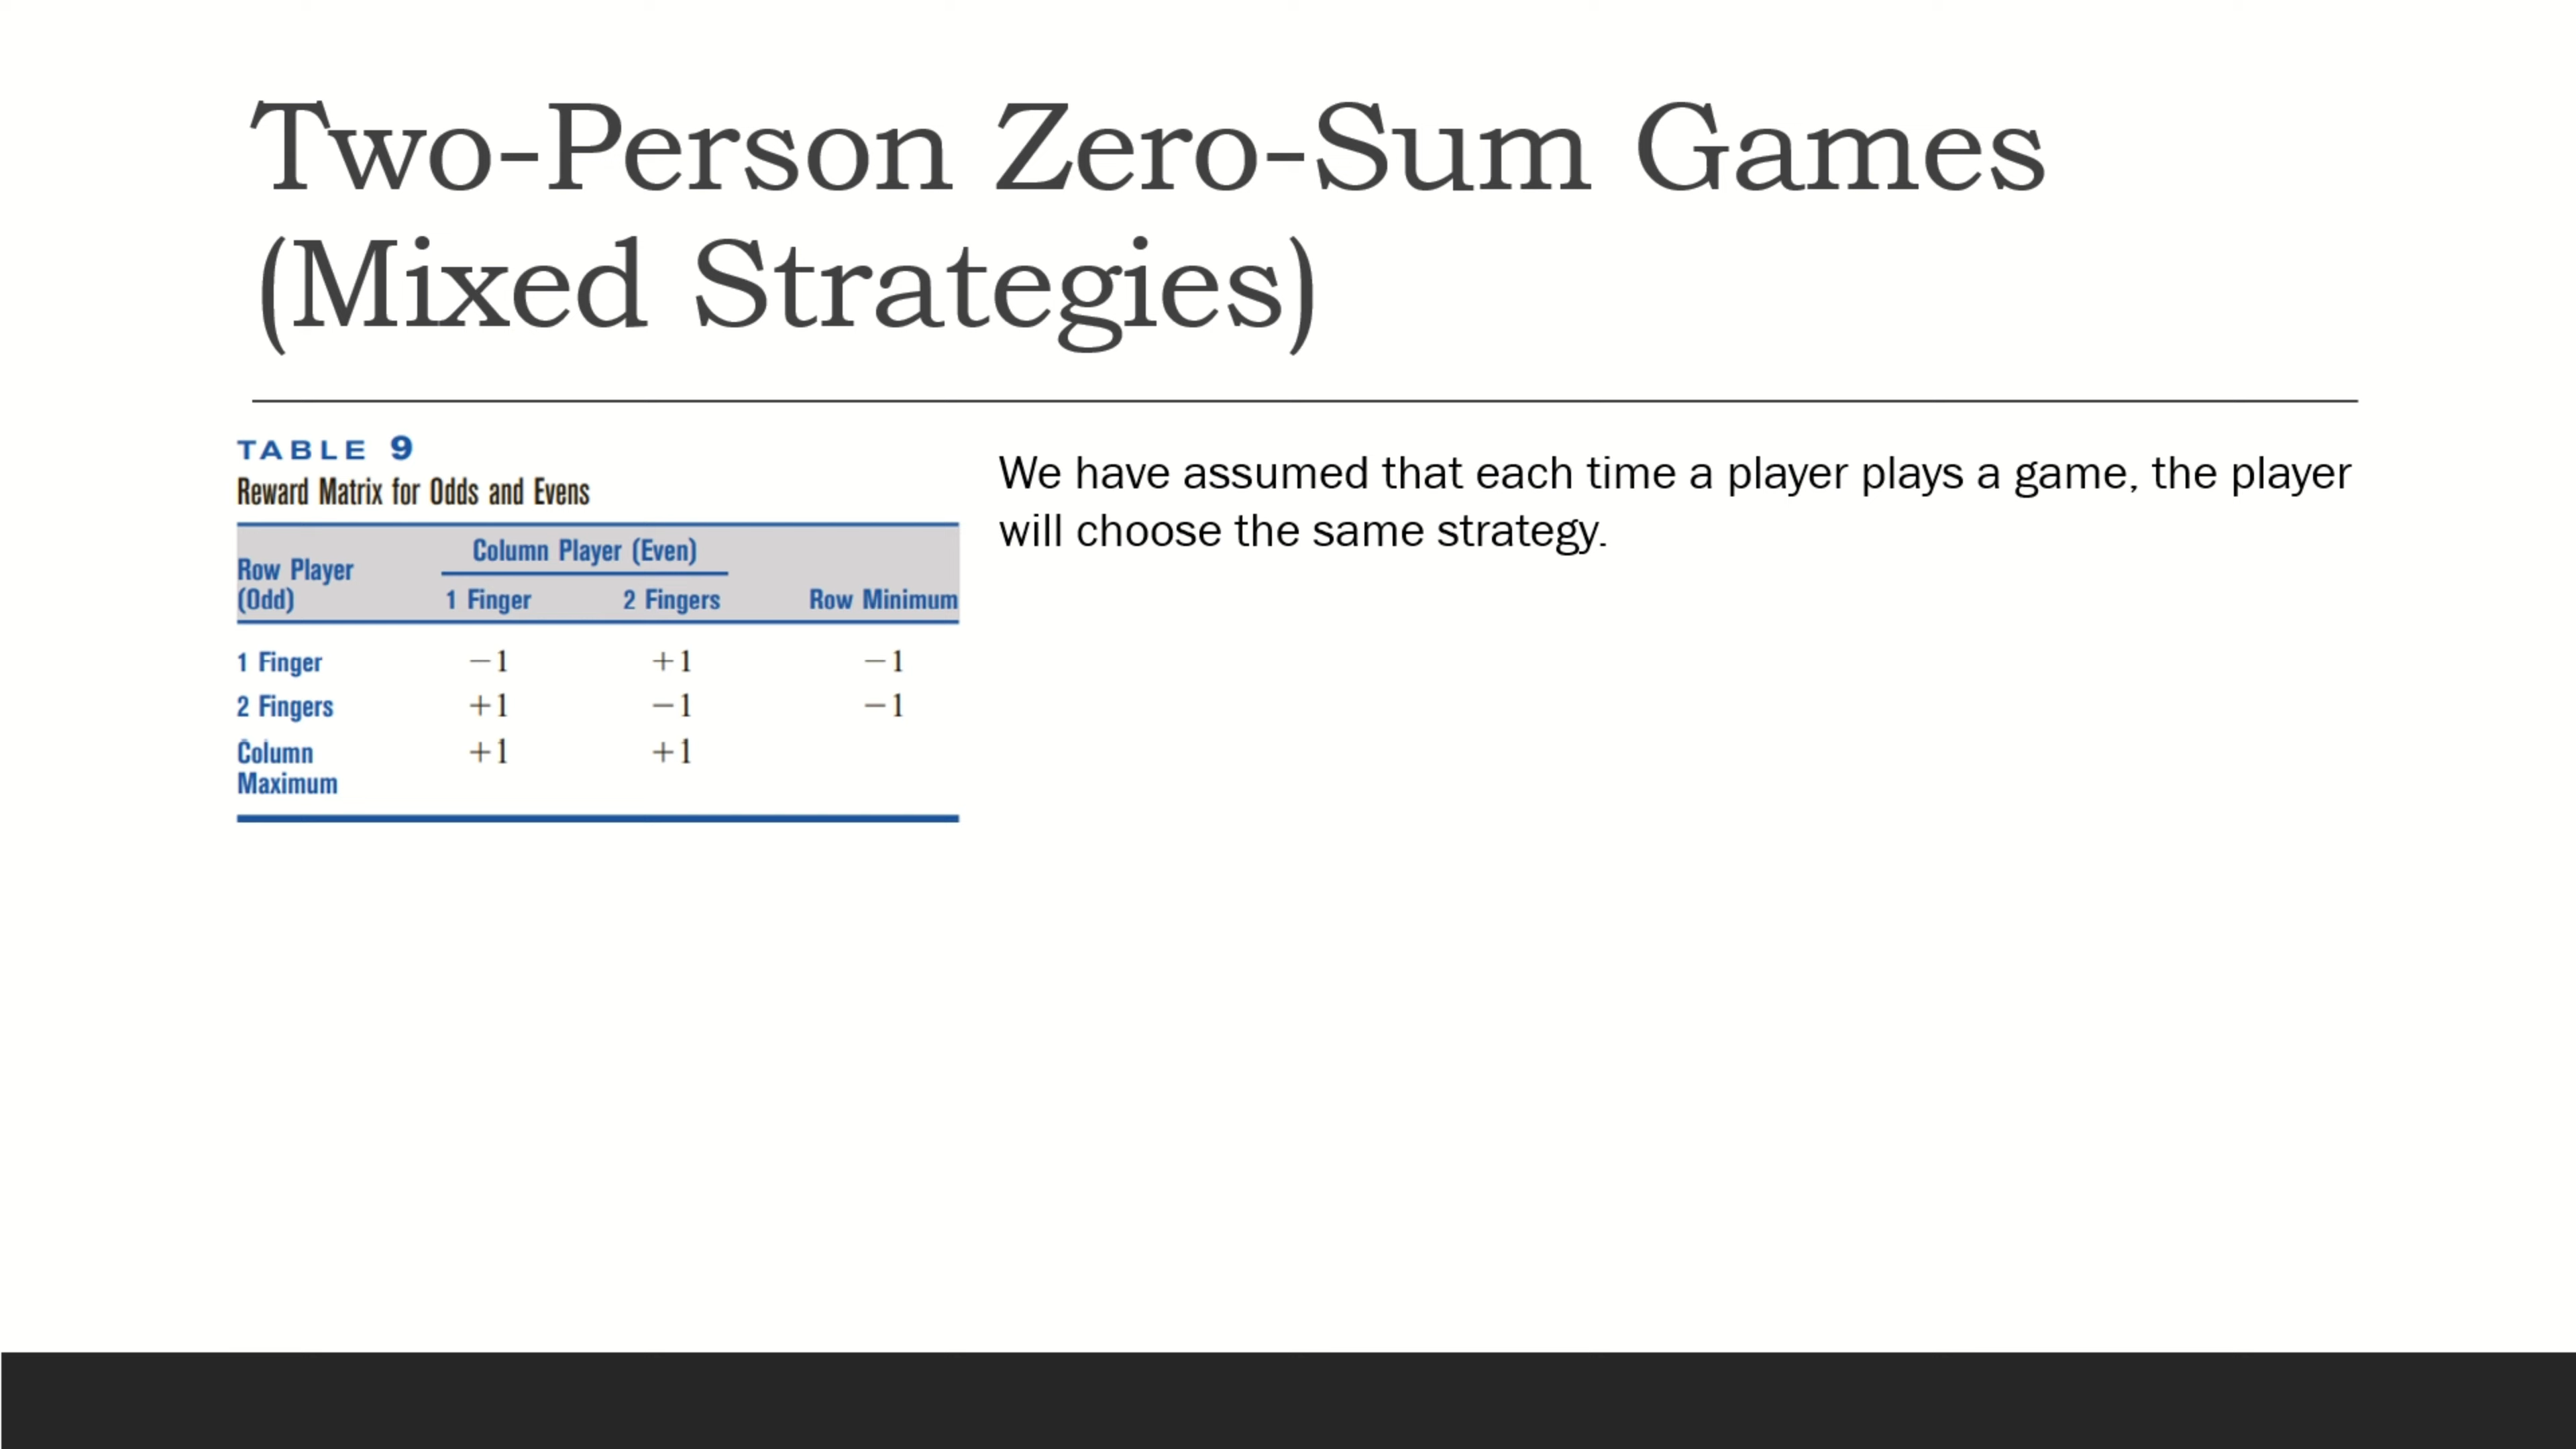 Two-Person Zero-Sum Games
(Mixed Strategies)
TABLE 9
Reward Matrix for Odds and Evens
Row Player
(Odd)
Column Player (Even)
1 Finger 2 Fingers Row Minimum
1 Finger −1 +1 −1
2 Fingers +1 −1 −1
Column
Maximum
+1 +1
We have assumed that each time a player plays a game, the player
will choose the same strategy.